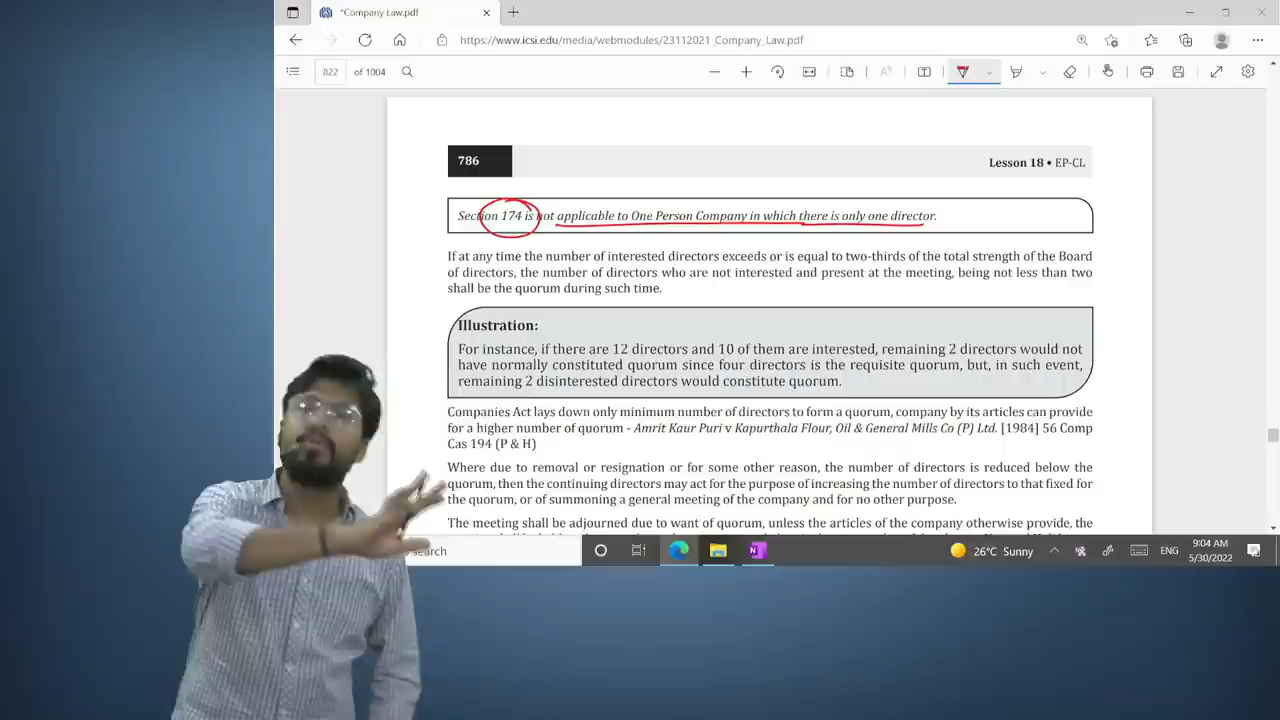 *Company Law.pdf
https://www.icsi.edu/media/webmodules/23112021_Company_Law.pdf
822 of 1004
786
Lesson 18 • EP-CL
Section 174 is not applicable to One Person Company in which there is only one director.
If at any time the number of interested directors exceeds or is equal to two-thirds of the total strength of the Board
of directors, the number of directors who are not interested and present at the meeting, being not less than two
shall be the quorum during such time.
Illustration:
For instance, if there are 12 directors and 10 of them are interested, remaining 2 directors would not
have normally constituted quorum since four directors is the requisite quorum, but, in such event,
remaining 2 disinterested directors would constitute quorum.
Companies Act lays down only minimum number of directors to form a quorum, company by its articles can provide
for a higher number of quorum - Amrit Kaur Puri v Kapurthala Flour, Oil & General Mills Co (P) Ltd. [1984] 56 Comp
Cas 194 (P & H)
Where due to removal or resignation or for some other reason, the number of directors is reduced below the
quorum, then the continuing directors may act for the purpose of increasing the number of directors to that fixed for
the quorum, or of summoning a general meeting of the company and for no other purpose.
The meeting shall be adjourned due to want of quorum, unless the articles of the company otherwise provide, the
search
26°C Sunny
ENG
9:04 AM
5/30/2022